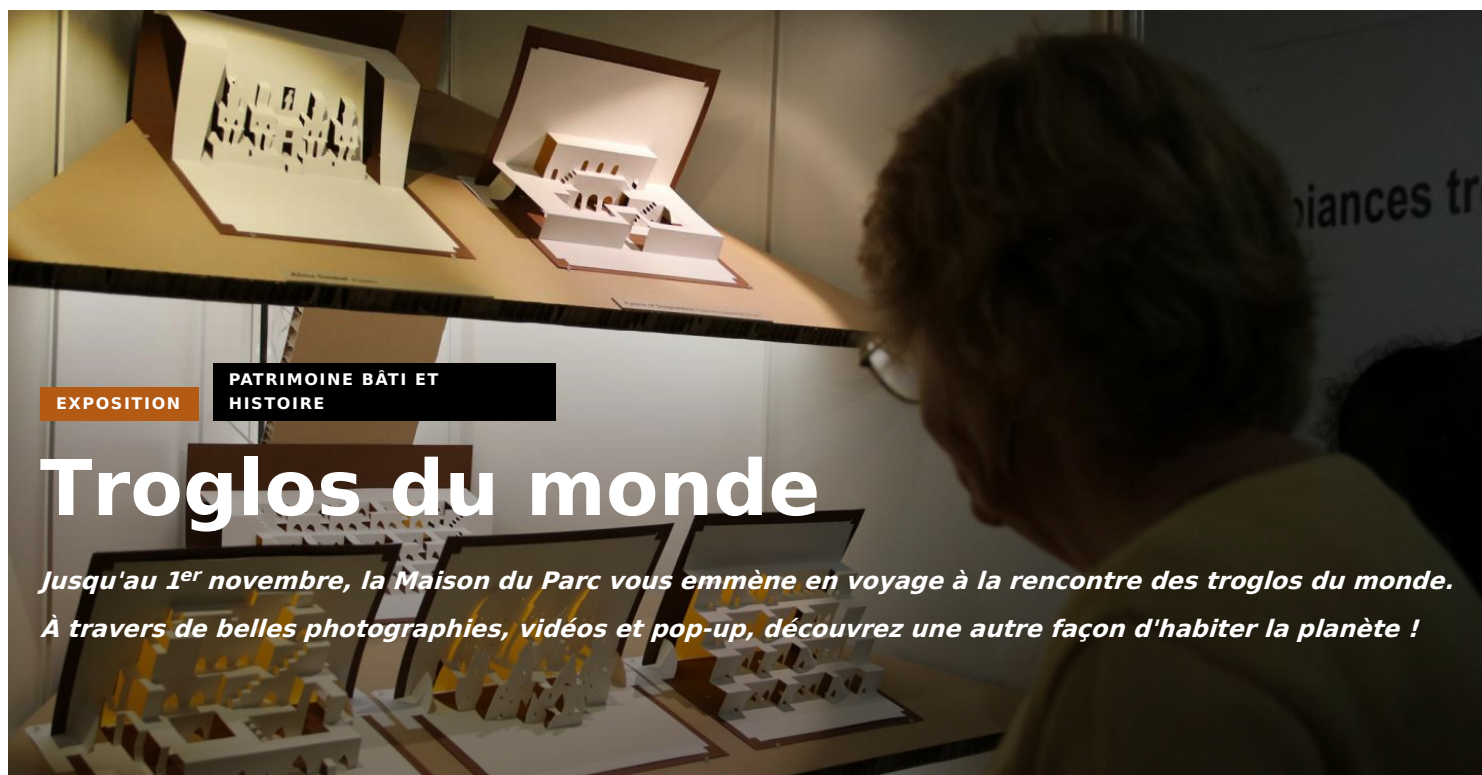 biances tr
EXPOSITION
PATRIMOINE BÂTI ET
HISTOIRE
Troglos du monde
Jusqu'au 1er novembre, la Maison du Parc vous emmène en voyage à la rencontre des troglos du monde.
À travers de belles photographies, vidéos et pop-up, découvrez une autre façon d'habiter la planète !